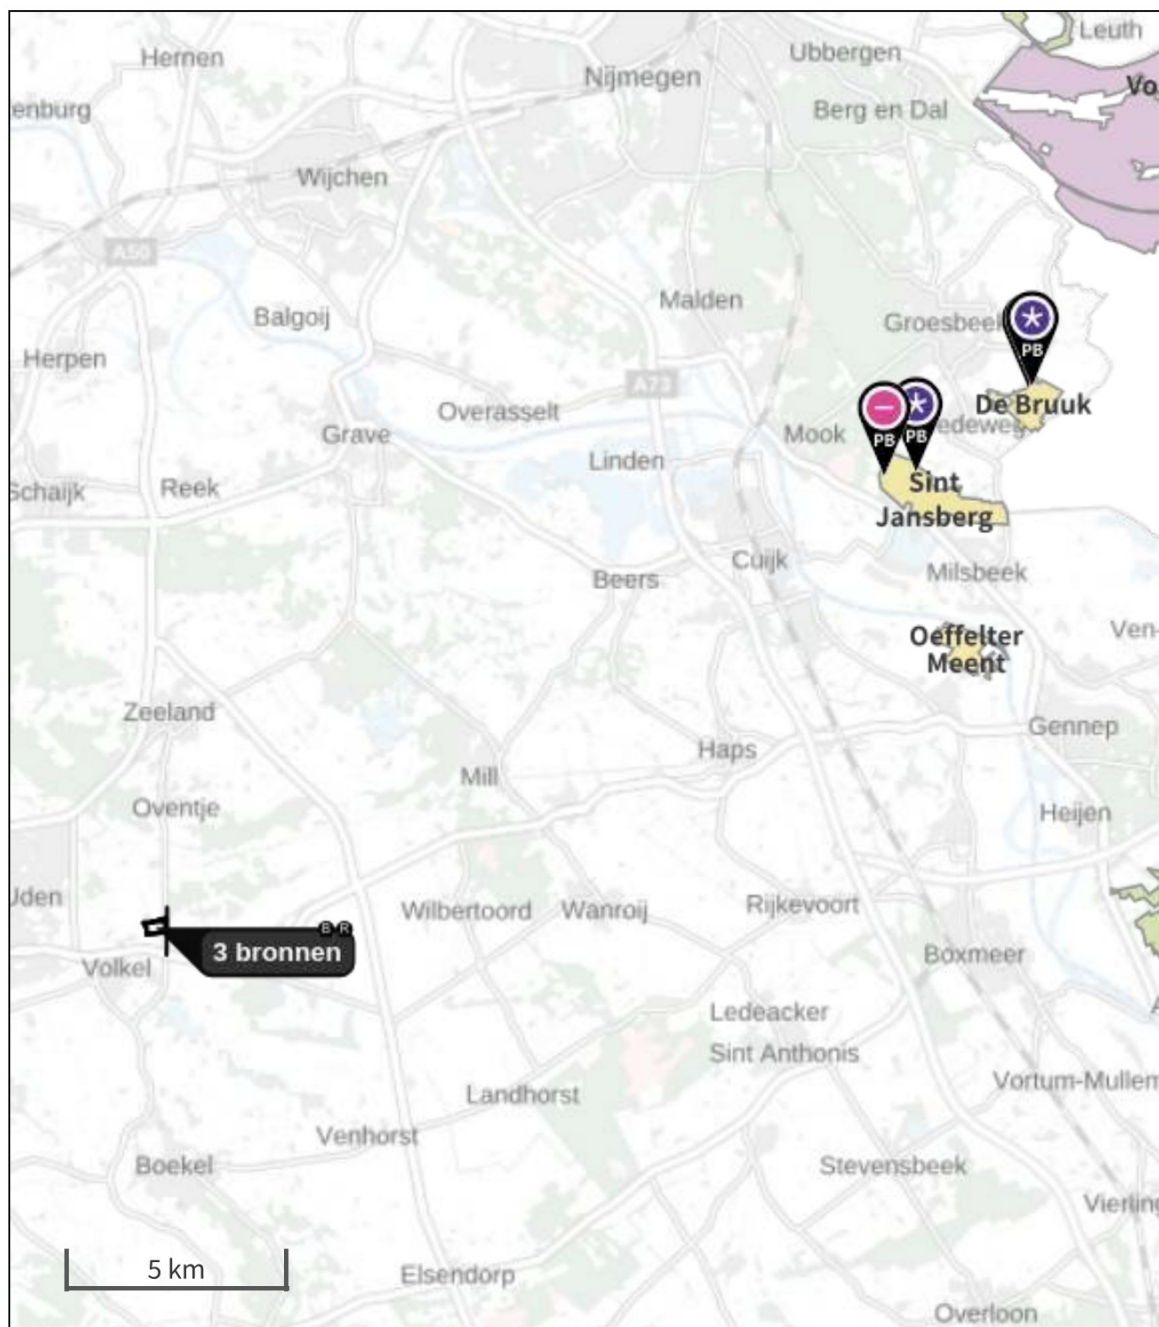 Hernen
Nijmegen
Ubbergen
Leuth
Vo
enburg
Berg en Dal
Wijchen
A50
Malden
Balgoij
Groesbeek
PB
Herpen
A73
Overasselt
De Bruuk
Grave
Mook
PB
PB
edeweg
Linden
Schaijk
Reek
Sint
Jansberg
Cuijk
Milsbeek
Beers
Oeffelter
Meent
Ven-
Zeeland
Gennep
Haps
Mill
Oventje
Heijen
Uden
Wilbertoord
Wanroij
Rijkevoort
B R
3 bronnen
Volkel
Boxmeer
Ledeacker
Sint Anthonis
Vortum-Mullem
Landhorst
Venhorst
Boekel
Stevensbeek
Vierling
5 km
Elsendorp
Overloon